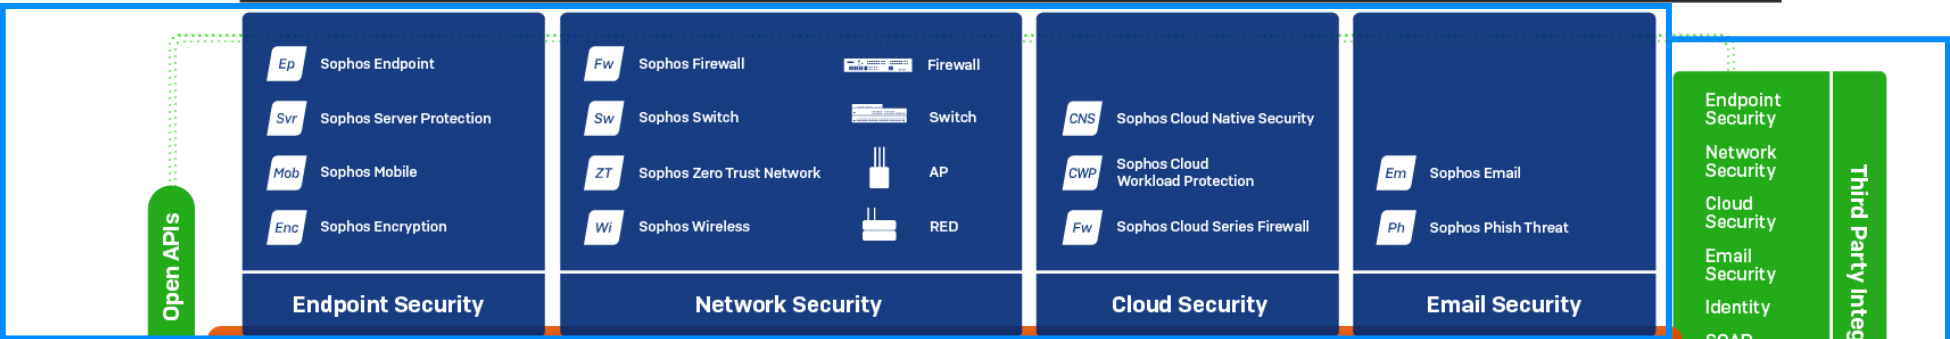 Open APIs
Ep Sophos Endpoint
Svr Sophos Server Protection
Mob Sophos Mobile
Enc Sophos Encryption
Endpoint Security
Fw Sophos Firewall
Sw Sophos Switch
ZT Sophos Zero Trust Network
Wi Sophos Wireless
Firewall
Switch
AP
RED
Network Security
CNS Sophos Cloud Native Security
CWP Sophos Cloud
Workload Protection
Fw Sophos Cloud Series Firewall
Cloud Security
Em Sophos Email
Ph Sophos Phish Threat
Email Security
Endpoint
Security
Network
Security
Cloud
Security
Email
Security
Identity
Third Party